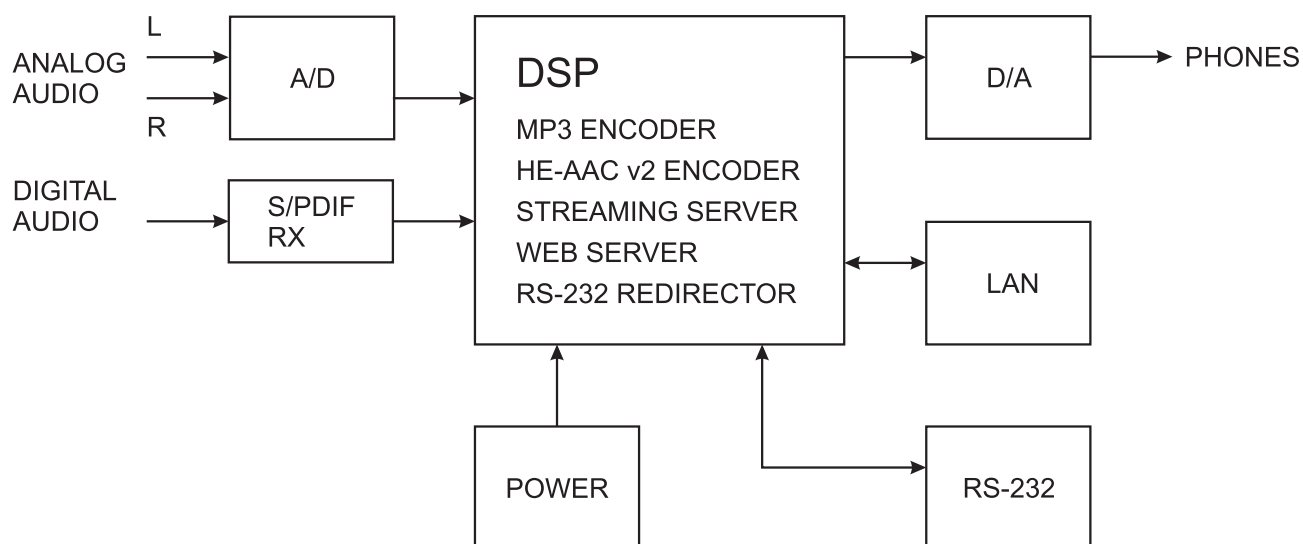 L
ANALOG
AUDIO
R
A/D
DIGITAL
AUDIO
S/PDIF
RX
DSP
MP3 ENCODER
HE-AAC v2 ENCODER
STREAMING SERVER
WEB SERVER
RS-232 REDIRECTOR
D/A
PHONES
LAN
POWER
RS-232